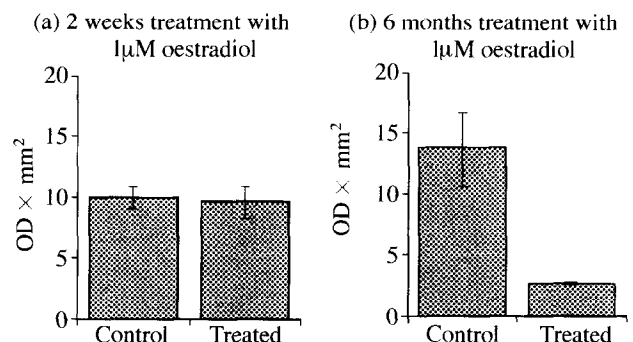 (a) 2 weeks treatment with
1μM oestradiol
20
15
10
5
0
OD × mm²
Control Treated
(b) 6 months treatment with
1μM oestradiol
20
15
10
5
0
OD × mm²
Control Treated